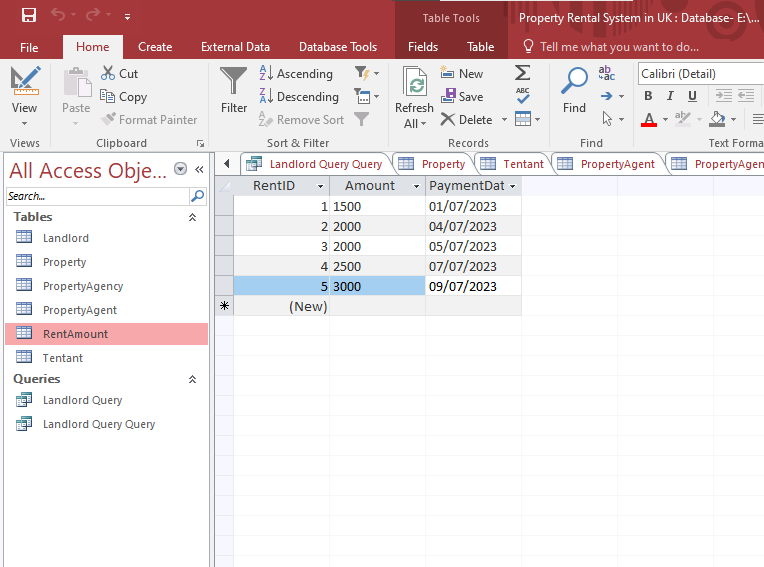 Table Tools
Property Rental System in UK : Database- E:\...
File Home Create External Data Database Tools Fields Table Tell me what you want to do...
View
Paste
Cut
Copy
Format Painter
Filter
Ascending
Descending
Remove Sort
Refresh
All
New
Save
Delete
Σ
ABC
Find
ab
ac
Calibri (Detail)
B I U
A ab
Views Clipboard Sort & Filter Records Find Text Forma
All Access Obje... «
Search...
Tables
Landlord
Property
PropertyAgency
PropertyAgent
RentAmount
Tentant
Queries
Landlord Query
Landlord Query Query
Landlord Query Query Property Tentant PropertyAgent PropertyAgen
RentID Amount PaymentDat
1 1500 01/07/2023
2 2000 04/07/2023
3 2000 05/07/2023
4 2500 07/07/2023
5 3000 09/07/2023
* (New)